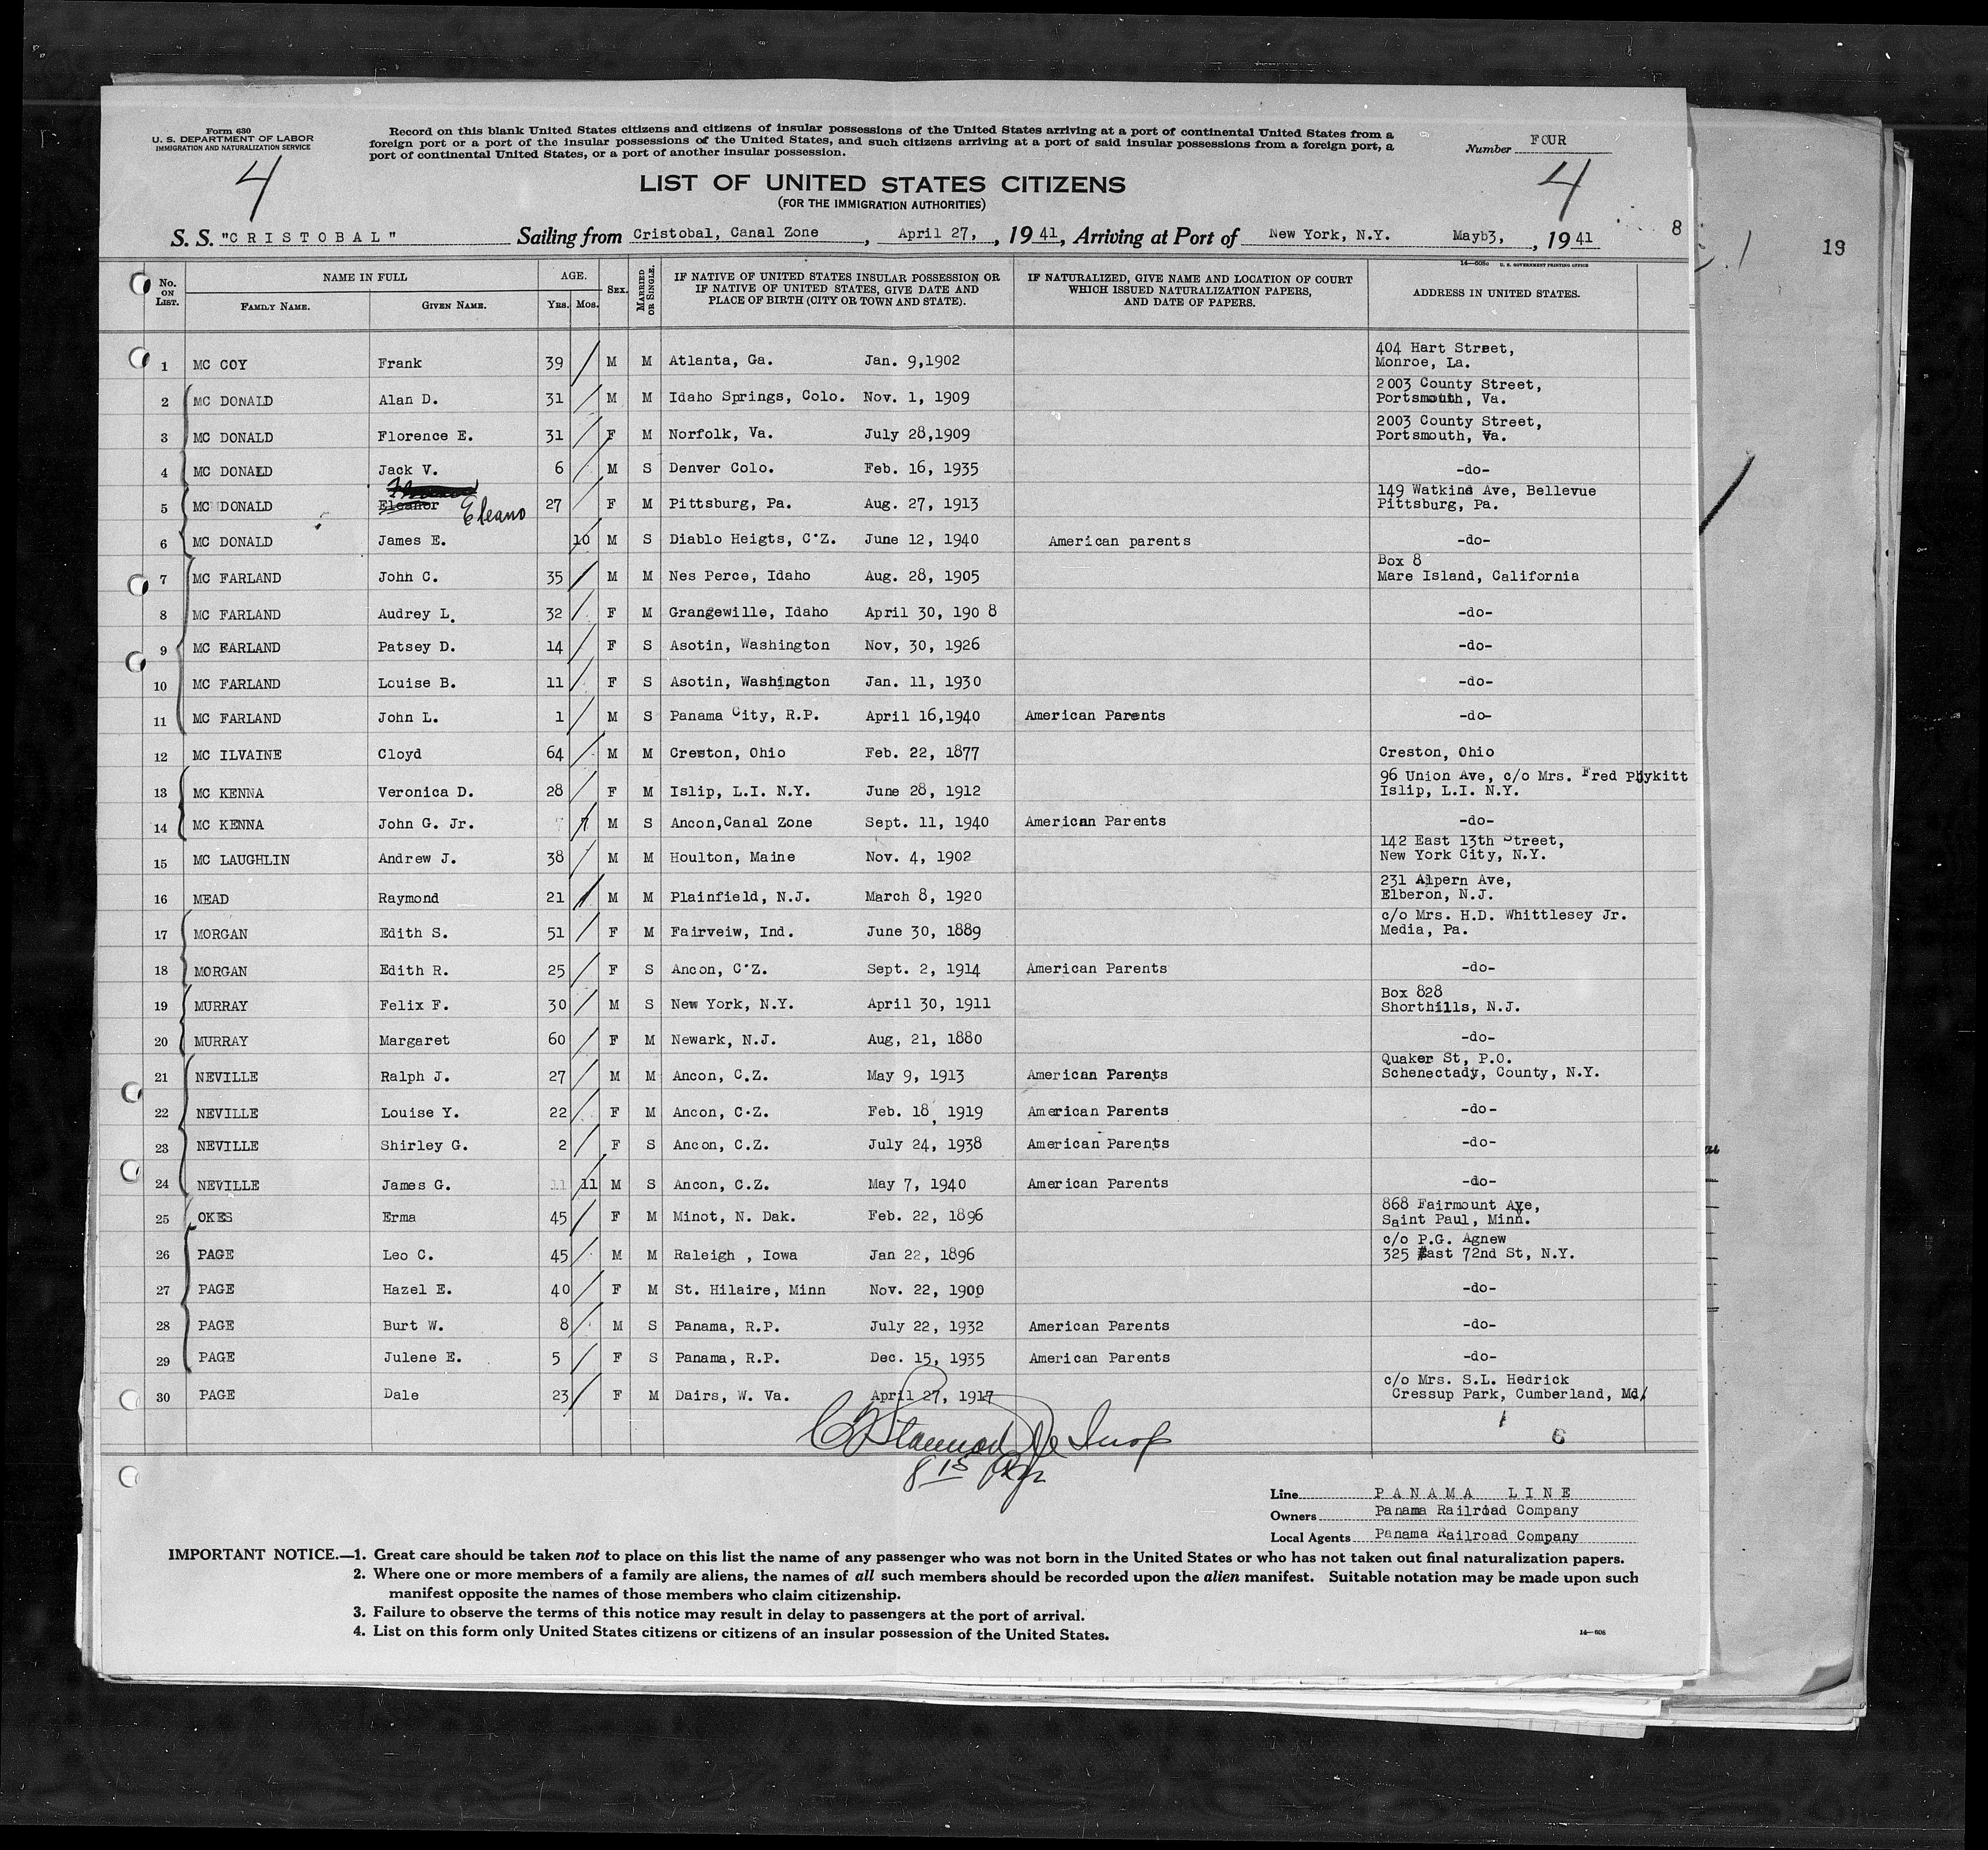 Form 630
U. S. DEPARTMENT OF LABOR
IMMIGRATION AND NATURALIZATION SERVICE
4
Record on this blank United States citizens and citizens of insular possessions of the United States arriving at a port of continental United States from a
foreign port or a port of the insular possessions of the United States, and such citizens arriving at a port of said insular possessions from a foreign port, a
port of continental United States, or a port of another insular possession.
Number FOUR
4
LIST OF UNITED STATES CITIZENS
(FOR THE IMMIGRATION AUTHORITIES)
S. S. "CRISTOBAL" Sailing from Cristobal, Canal Zone, April 27, , 19 41, Arriving at Port of New York, N.Y. Mayb3, , 19 41
8
19
14—608c U. S. GOVERNMENT PRINTING OFFICE
No. ON LIST. NAME IN FULL FAMILY NAME. GIVEN NAME. AGE. YRS. MOS. SEX. MARRIED OR SINGLE. IF NATIVE OF UNITED STATES INSULAR POSSESSION OR IF NATIVE OF UNITED STATES, GIVE DATE AND PLACE OF BIRTH (CITY OR TOWN AND STATE). IF NATURALIZED, GIVE NAME AND LOCATION OF COURT WHICH ISSUED NATURALIZATION PAPERS, AND DATE OF PAPERS. ADDRESS IN UNITED STATES.
1 MC COY Frank 39 M M Atlanta, Ga. Jan. 9,1902 404 Hart Street, Monroe, La.
2 MC DONALD Alan D. 31 M M Idaho Springs, Colo. Nov. 1, 1909 2003 County Street, Portsmouth, Va.
3 MC DONALD Florence E. 31 F M Norfolk, Va. July 28,1909 2003 County Street, Portsmouth, Va.
4 MC DONALD Jack V. 6 M S Denver Colo. Feb. 16, 1935 -do-
5 MC DONALD Eleanor Eleano 27 F M Pittsburg, Pa. Aug. 27, 1913 149 Watkins Ave, Bellevue Pittsburg, Pa.
6 MC DONALD James E. 10 M S Diablo Heigts, C.Z. June 12, 1940 American parents -do-
7 MC FARLAND John C. 35 M M Nes Perce, Idaho Aug. 28, 1905 Box 8 Mare Island, California
8 MC FARLAND Audrey L. 32 F M Grangewille, Idaho April 30, 190 8 -do-
9 MC FARLAND Patsey D. 14 F S Asotin, Washington Nov, 30, 1926 -do-
10 MC FARLAND Louise B. 11 F S Asotin, Washington Jan. 11, 1930 -do-
11 MC FARLAND John L. 1 M S Panama City, R.P. April 16,1940 American Parents -do-
12 MC ILVAINE Cloyd 64 M M Creston, Ohio Feb. 22, 1877 Creston, Ohio
13 MC KENNA Veronica D. 28 F M Islip, L.I. N.Y. June 28, 1912 96 Union Ave, c/o Mrs. Fred Phykitt Islip, L.I. N.Y.
14 MC KENNA John G. Jr. 7 M S Ancon,Canal Zone Sept. 11, 1940 American Parents -do-
15 MC LAUGHLIN Andrew J. 38 M M Houlton, Maine Nov. 4, 1902 142 East 13th Street, New York City, N.Y.
16 MEAD Raymond 21 M M Plainfield, N.J. March 8, 1920 231 Alpern Ave, Elberon, N.J.
17 MORGAN Edith S. 51 F M Fairveiw, Ind. June 30, 1889 c/o Mrs. H.D. Whittlesey Jr. Media, Pa.
18 MORGAN Edith R. 25 F S Ancon, C.Z. Sept. 2, 1914 American Parents -do-
19 MURRAY Felix F. 30 M S New York, N.Y. April 30, 1911 Box 828 Shorthills, N.J.
20 MURRAY Margaret 60 F M Newark, N.J. Aug, 21, 1880 -do-
21 NEVILLE Ralph J. 27 M M Ancon, C.Z. May 9, 1913 American Parents Quaker St, P.O. Schenectady, County, N.Y.
22 NEVILLE Louise Y. 22 F M Ancon, C.Z. Feb. 18, 1919 American Parents -do-
23 NEVILLE Shirley G. 2 F S Ancon, C.Z. July 24, 1938 American Parents -do-
24 NEVILLE James G. 11 11 M S Ancon, C.Z. May 7, 1940 American Parents -do-
25 OKES Erma 45 F M Minot, N. Dak. Feb. 22, 1896 868 Fairmount Ave, Saint Paul, Minn.
26 PAGE Leo C. 45 M M Raleigh , Iowa Jan 22, 1896 c/o P.G. Agnew 325 East 72nd St, N.Y.
27 PAGE Hazel E. 40 F M St. Hilaire, Minn Nov. 22, 1900 -do-
28 PAGE Burt W. 8 M S Panama, R.P. July 22, 1932 American Parents -do-
29 PAGE Julene E. 5 F S Panama, R.P. Dec. 15, 1935 American Parents -do-
30 PAGE Dale 23 F M Dairs, W. Va. April 27, 1917 c/o Mrs. S.L. Hedrick Cressup Park, Cumberland, Md/
6
Line PANAMA LINE
Owners Panama Railroad Company
Local Agents Panama Railroad Company
IMPORTANT NOTICE.—1. Great care should be taken not to place on this list the name of any passenger who was not born in the United States or who has not taken out final naturalization papers.
2. Where one or more members of a family are aliens, the names of all such members should be recorded upon the alien manifest. Suitable notation may be made upon such
manifest opposite the names of those members who claim citizenship.
3. Failure to observe the terms of this notice may result in delay to passengers at the port of arrival.
4. List on this form only United States citizens or citizens of an insular possession of the United States.
14—608